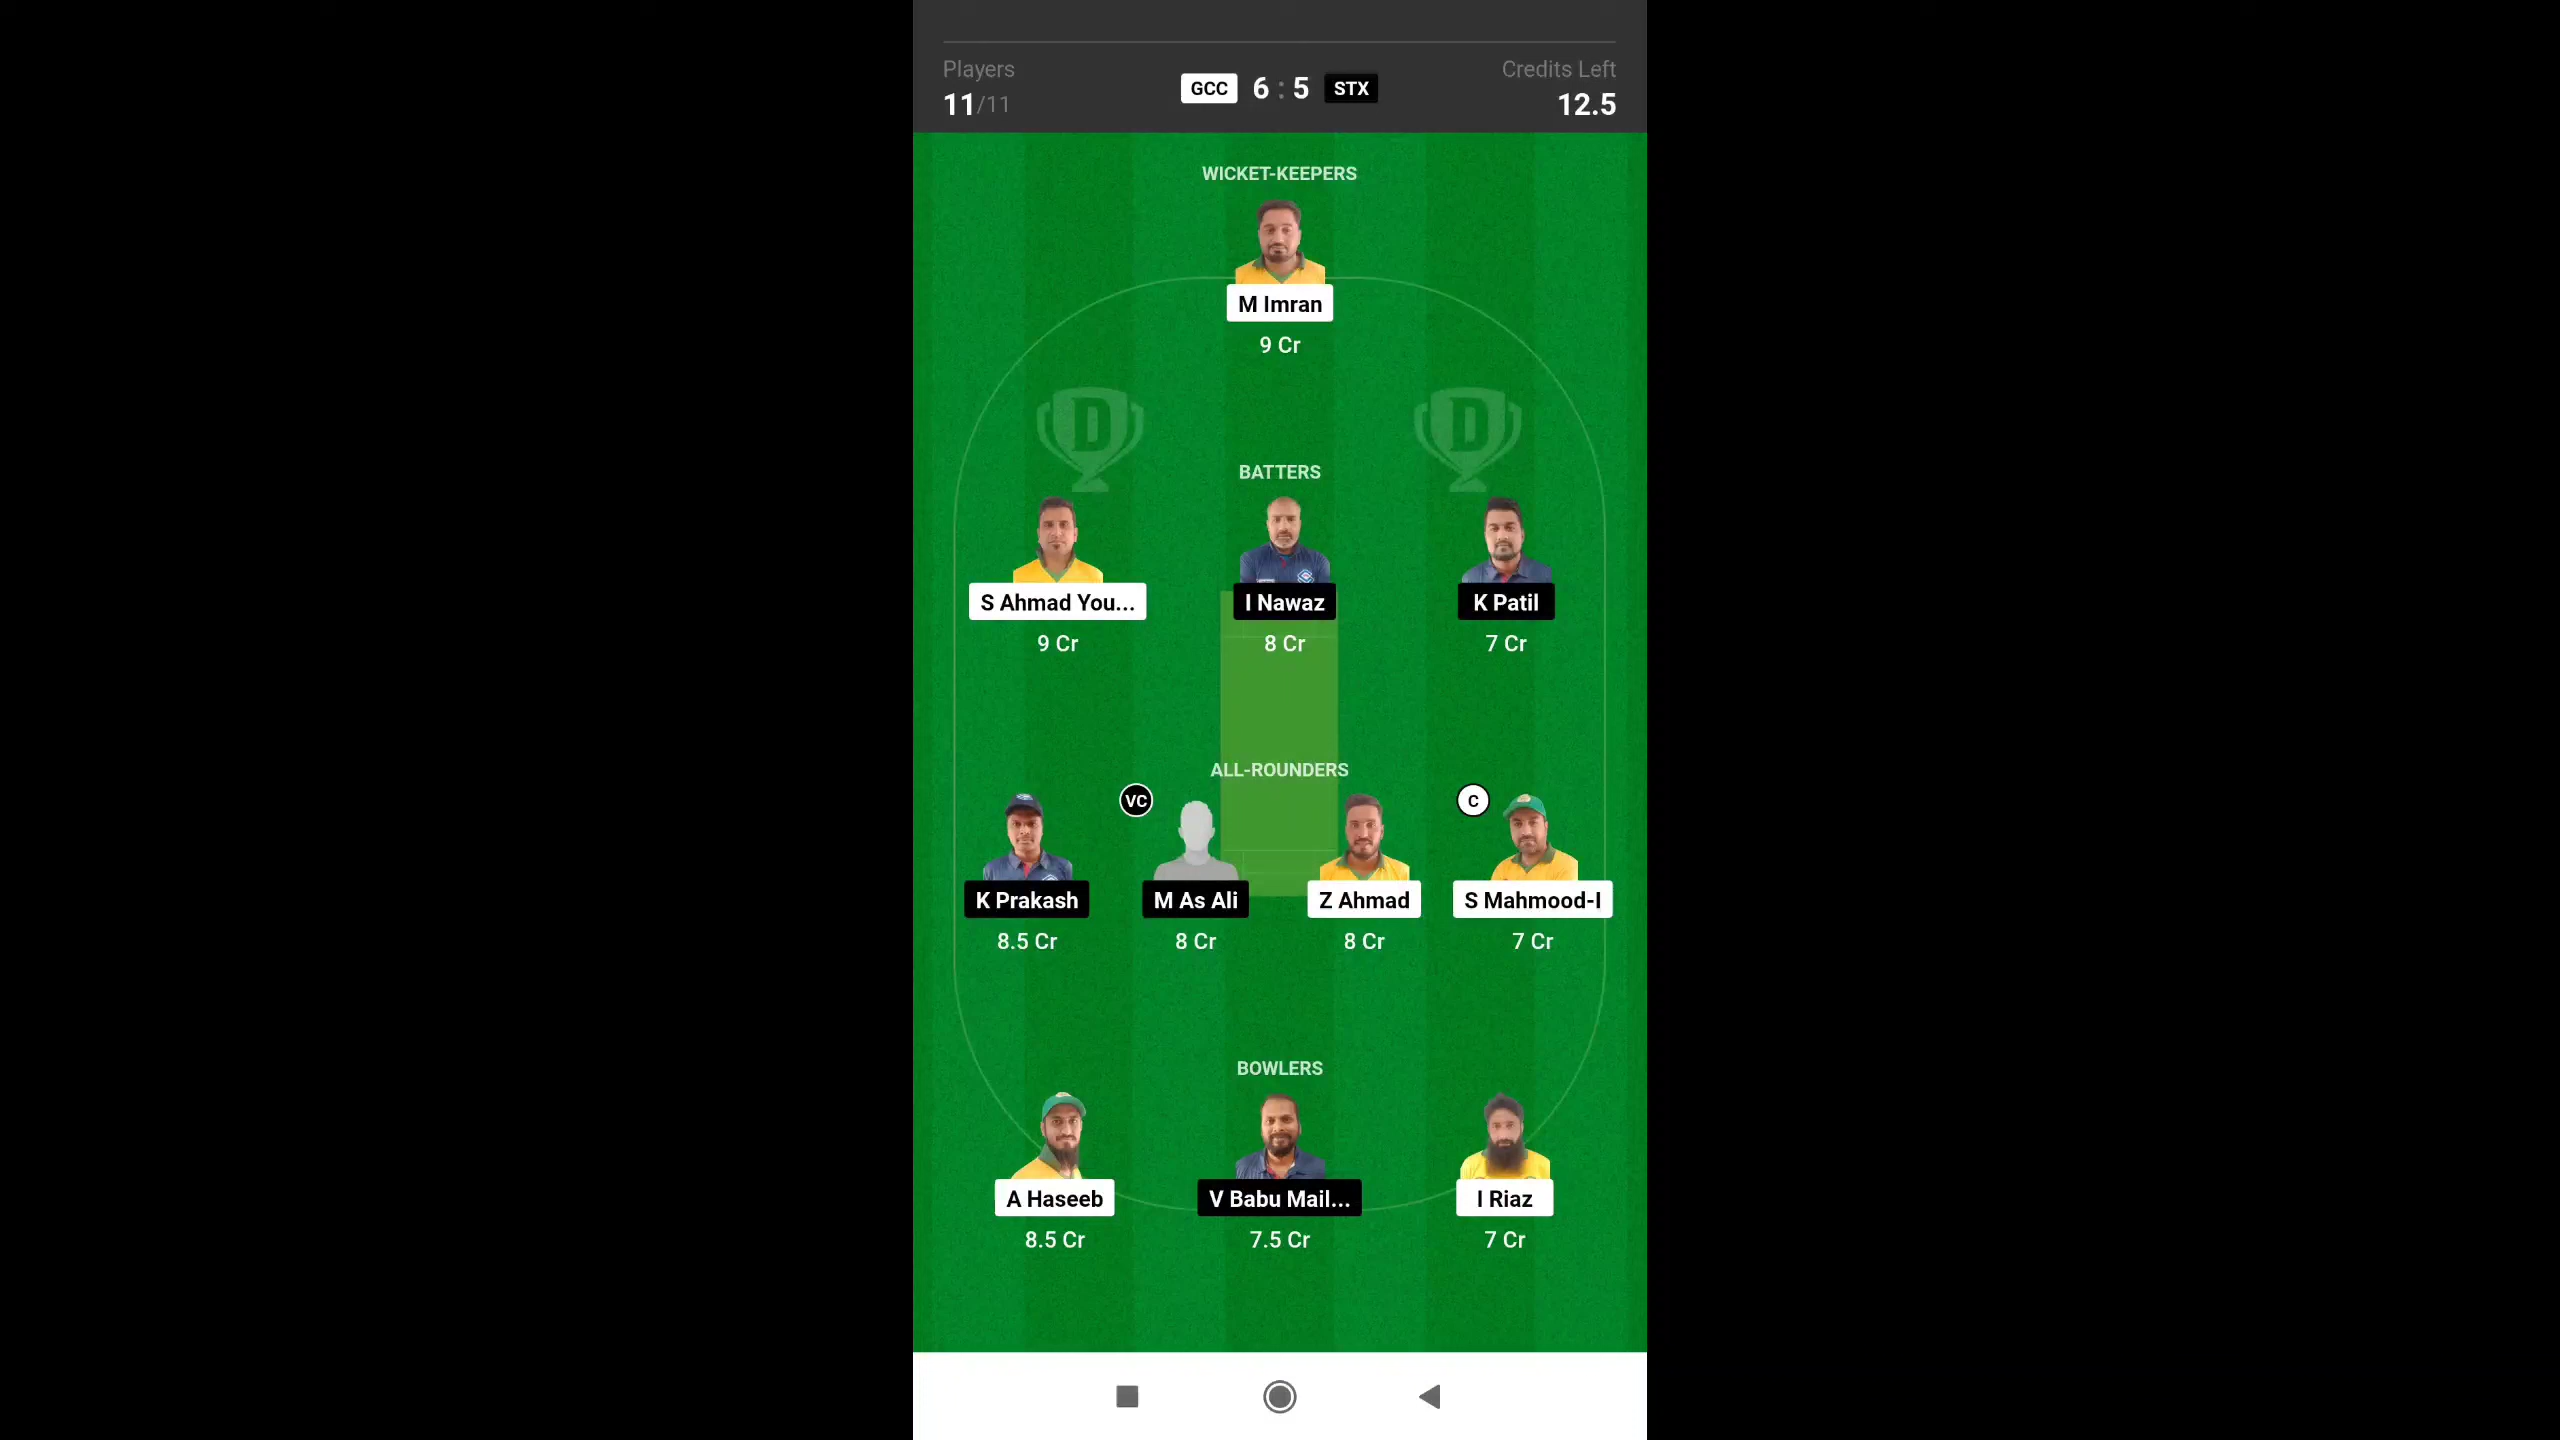 Players
11/11
GCC 6 : 5 STX
Credits Left
12.5
WICKET-KEEPERS
M Imran
9 Cr
D D
BATTERS
S Ahmad You... I Nawaz K Patil
9 Cr 8 Cr 7 Cr
ALL-ROUNDERS
VC C
K Prakash M As Ali Z Ahmad S Mahmood-I
8.5 Cr 8 Cr 8 Cr 7 Cr
BOWLERS
A Haseeb V Babu Mail... I Riaz
8.5 Cr 7.5 Cr 7 Cr